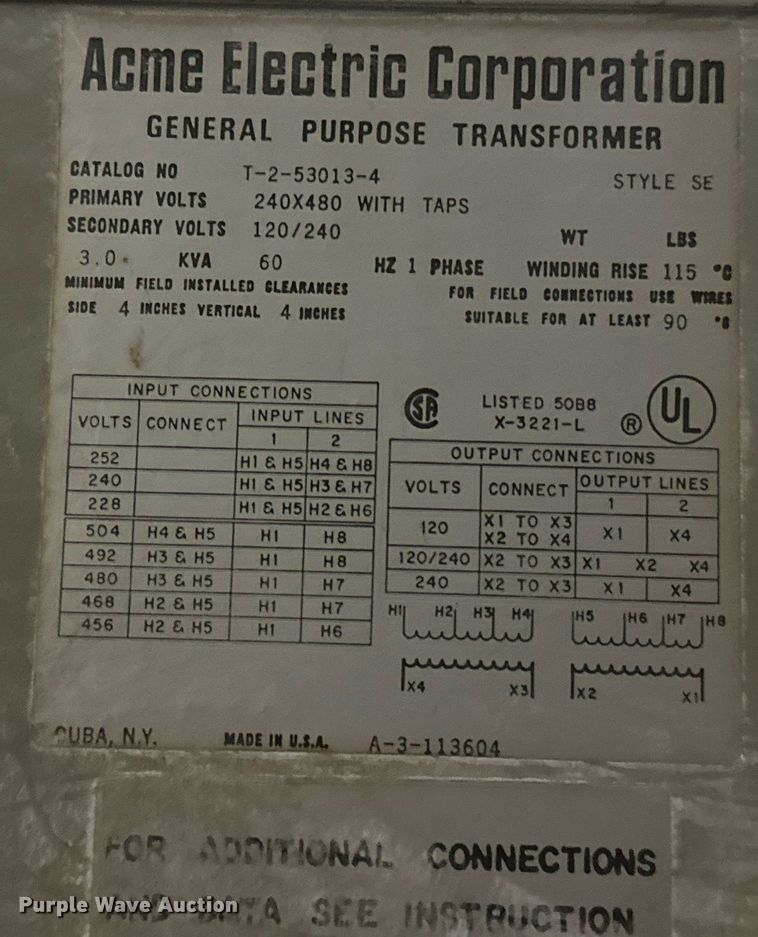 Acme Electric Corporation
GENERAL PURPOSE TRANSFORMER
CATALOG NO T-2-53013-4 STYLE SE
PRIMARY VOLTS 240X480 WITH TAPS
SECONDARY VOLTS 120/240 WT LBS
3.0 KVA 60 HZ 1 PHASE WINDING RISE 115 °C
MINIMUM FIELD INSTALLED CLEARANCES
SIDE 4 INCHES VERTICAL 4 INCHES
FOR FIELD CONNECTIONS USE WIRES
SUITABLE FOR AT LEAST 90 °C
INPUT CONNECTIONS
VOLTS CONNECT INPUT LINES
1 2
252 H1 & H5 H4 & H8
240 H1 & H5 H3 & H7
228 H1 & H5 H2 & H6
504 H4 & H5 H1 H8
492 H3 & H5 H1 H8
480 H3 & H5 H1 H7
468 H2 & H5 H1 H7
456 H2 & H5 H1 H6
SA LISTED 50B8
X-3221-L ® UL
OUTPUT CONNECTIONS
VOLTS CONNECT OUTPUT LINES
1 2
120 X1 TO X3
X2 TO X4 X1 X4
120/240 X2 TO X3 X1 X2 X4
240 X2 TO X3 X1 X4
H1 H2 H3 H4 H5 H6 H7 H8
X4 X3 X2 X1
CUBA, N.Y. MADE IN U.S.A. A-3-113604
FOR ADDITIONAL CONNECTIONS
AND DATA SEE INSTRUCTION
Purple Wave Auction